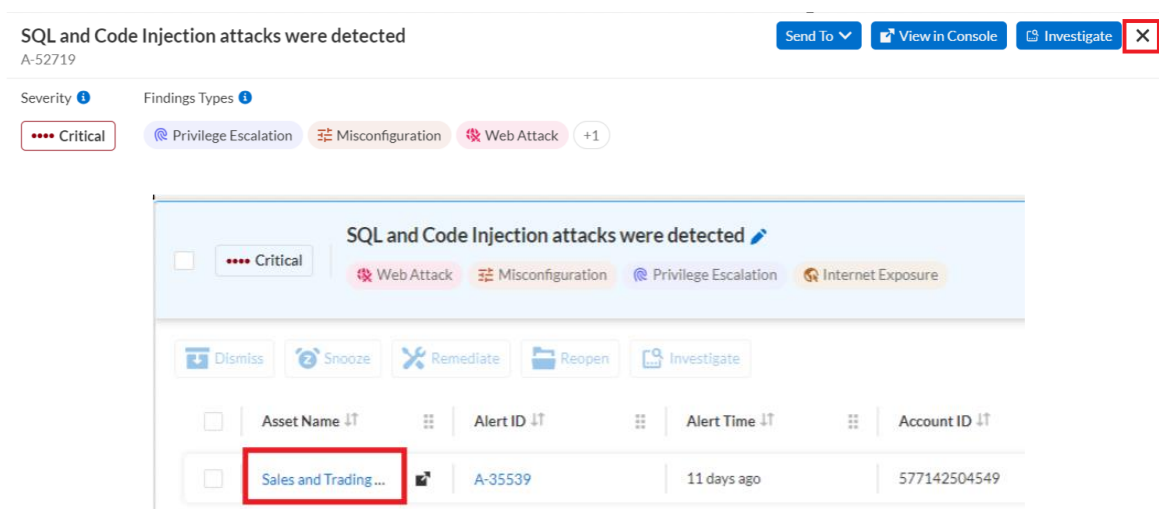 SQL and Code Injection attacks were detected
Send To View in Console Investigate
A-52719
Severity Findings Types
Critical Privilege Escalation Misconfiguration Web Attack +1
SQL and Code Injection attacks were detected
Critical
Web Attack Misconfiguration Privilege Escalation Internet Exposure
Dismiss Snooze Remediate Reopen Investigate
Asset Name Alert ID Alert Time Account ID
Sales and Trading ... A-35539 11 days ago 577142504549